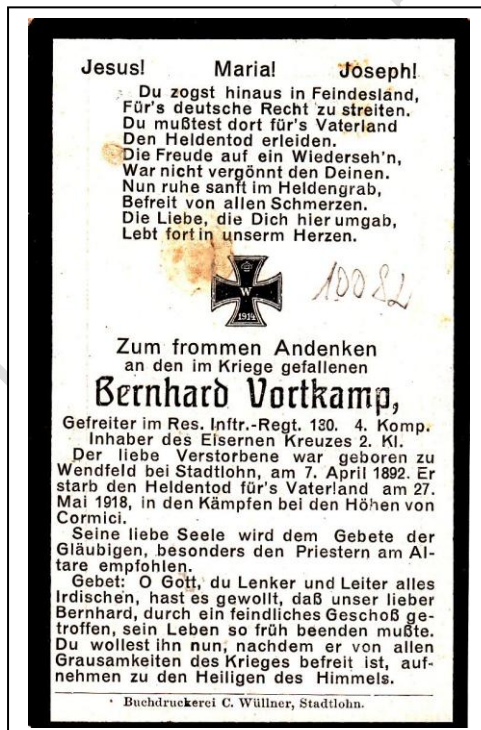 Jesus! Maria! Joseph!
Du zogst hinaus in Feindesland,
Für's deutsche Recht zu streiten.
Du mußtest dort für's Vaterland
Den Heldentod erleiden.
Die Freude auf ein Wiederseh'n,
War nicht vergönnt den Deinen.
Nun ruhe sanft im Heldengrab,
Befreit von allen Schmerzen.
Die Liebe, die Dich hier umgab,
Lebt fort in unserm Herzen.
W
1914
10082
Zum frommen Andenken
an den im Kriege gefallenen
Bernhard Vortkamp,
Gefreiter im Res. Inftr.-Regt. 130. 4. Komp.
Inhaber des Eisernen Kreuzes 2. Kl.
Der liebe Verstorbene war geboren zu
Wendfeld bei Stadtlohn, am 7. April 1892. Er
starb den Heldentod für's Vaterland am 27.
Mai 1918, in den Kämpfen bei den Höhen von
Cormici.
Seine liebe Seele wird dem Gebete der
Gläubigen, besonders den Priestern am Al-
tare empfohlen.
Gebet: O Gott, du Lenker und Leiter alles
Irdischen, hast es gewollt, daß unser lieber
Bernhard, durch ein feindliches Geschoß ge-
troffen, sein Leben so früh beenden mußte.
Du wollest ihn nun, nachdem er von allen
Grausamkeiten des Krieges befreit ist, auf-
nehmen zu den Heiligen des Himmels.
Buchdruckerei C. Wüllner, Stadtlohn.